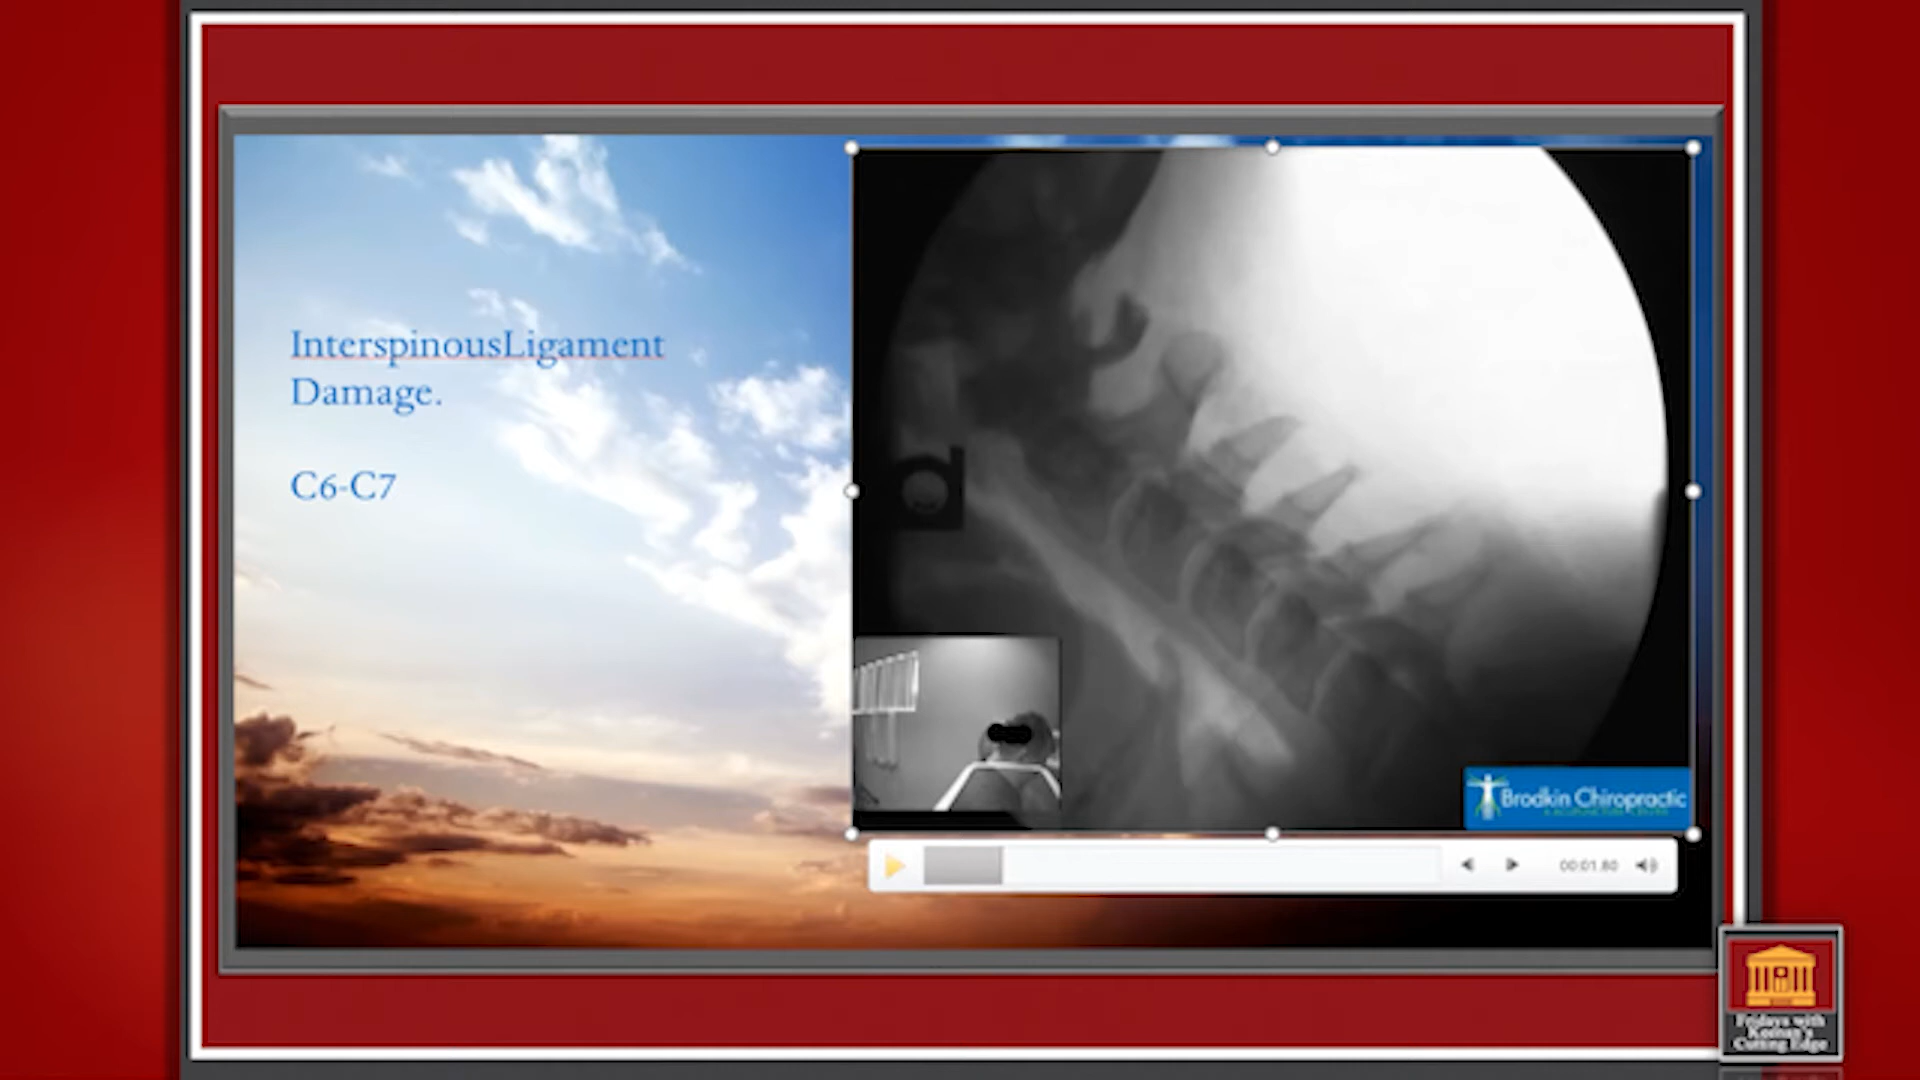 InterspinousLigament
Damage.
C6-C7
Brodkin Chiropractic
00:01.80
Fridays with
Cutting Edge